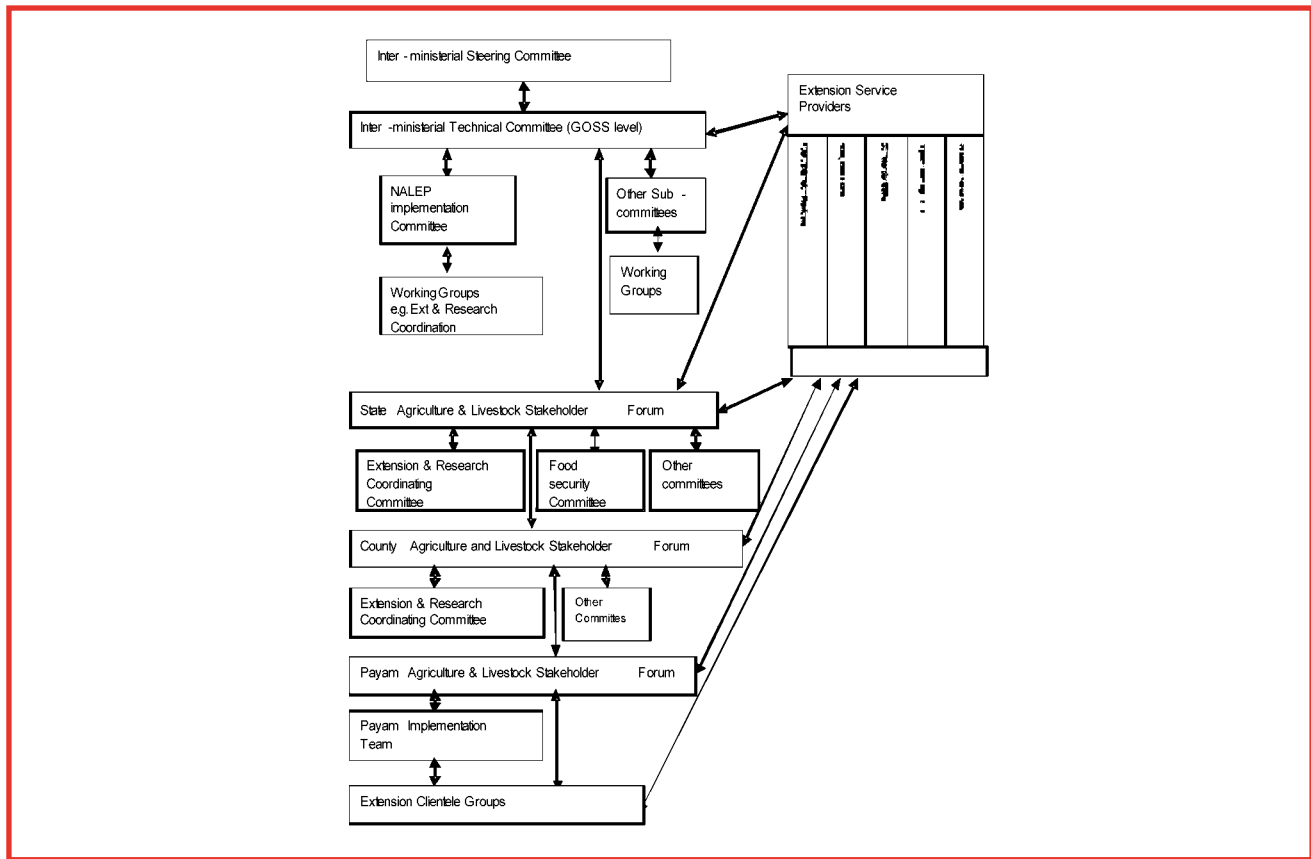 Inter - ministerial Steering Committee
Extension Service
Providers
Inter -ministerial Technical Committee (GOSS level)
NALEP
implementation
Committee
Other Sub -
committees
Working Groups
e.g. Ext & Research
Coordination
Working
Groups
State Agriculture & Livestock Stakeholder Forum
Extension & Research
Coordinating
Committee
Food
security
Committee
Other
committees
County Agriculture and Livestock Stakeholder Forum
Extension & Research
Coordinating Committee
Other
Committes
Payam Agriculture & Livestock Stakeholder Forum
Payam Implementation
Team
Extension Clientele Groups